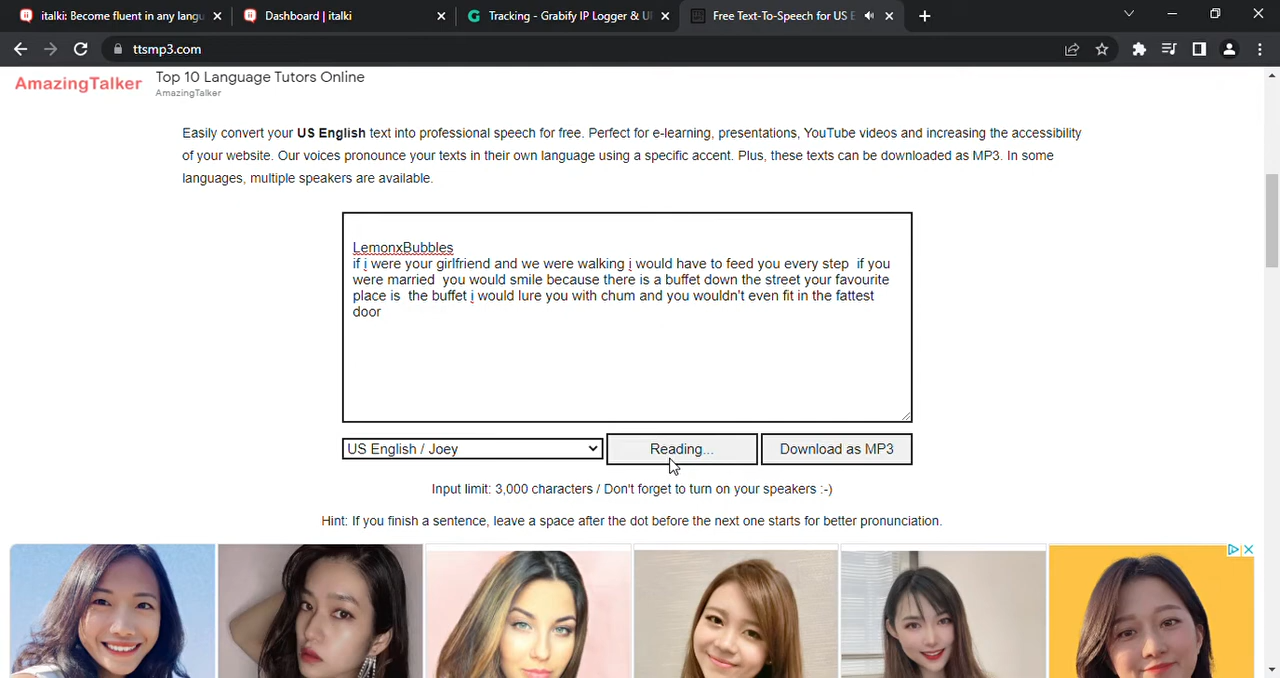 italki: Become fluent in any langu
Dashboard | italki
Tracking - Grabify IP Logger & U
Free Text-To-Speech for US E
ttsmp3.com
AmazingTalker
Top 10 Language Tutors Online
AmazingTalker
Easily convert your US English text into professional speech for free. Perfect for e-learning, presentations, YouTube videos and increasing the accessibility
of your website. Our voices pronounce your texts in their own language using a specific accent. Plus, these texts can be downloaded as MP3. In some
languages, multiple speakers are available.
LemonxBubbles
if i were your girlfriend and we were walking i would have to feed you every step  if you
were married  you would smile because there is a buffet down the street your favourite
place is  the buffet i would lure you with chum and you wouldn't even fit in the fattest
door
US English / Joey
Reading...
Download as MP3
Input limit: 3,000 characters / Don't forget to turn on your speakers :-)
Hint: If you finish a sentence, leave a space after the dot before the next one starts for better pronunciation.